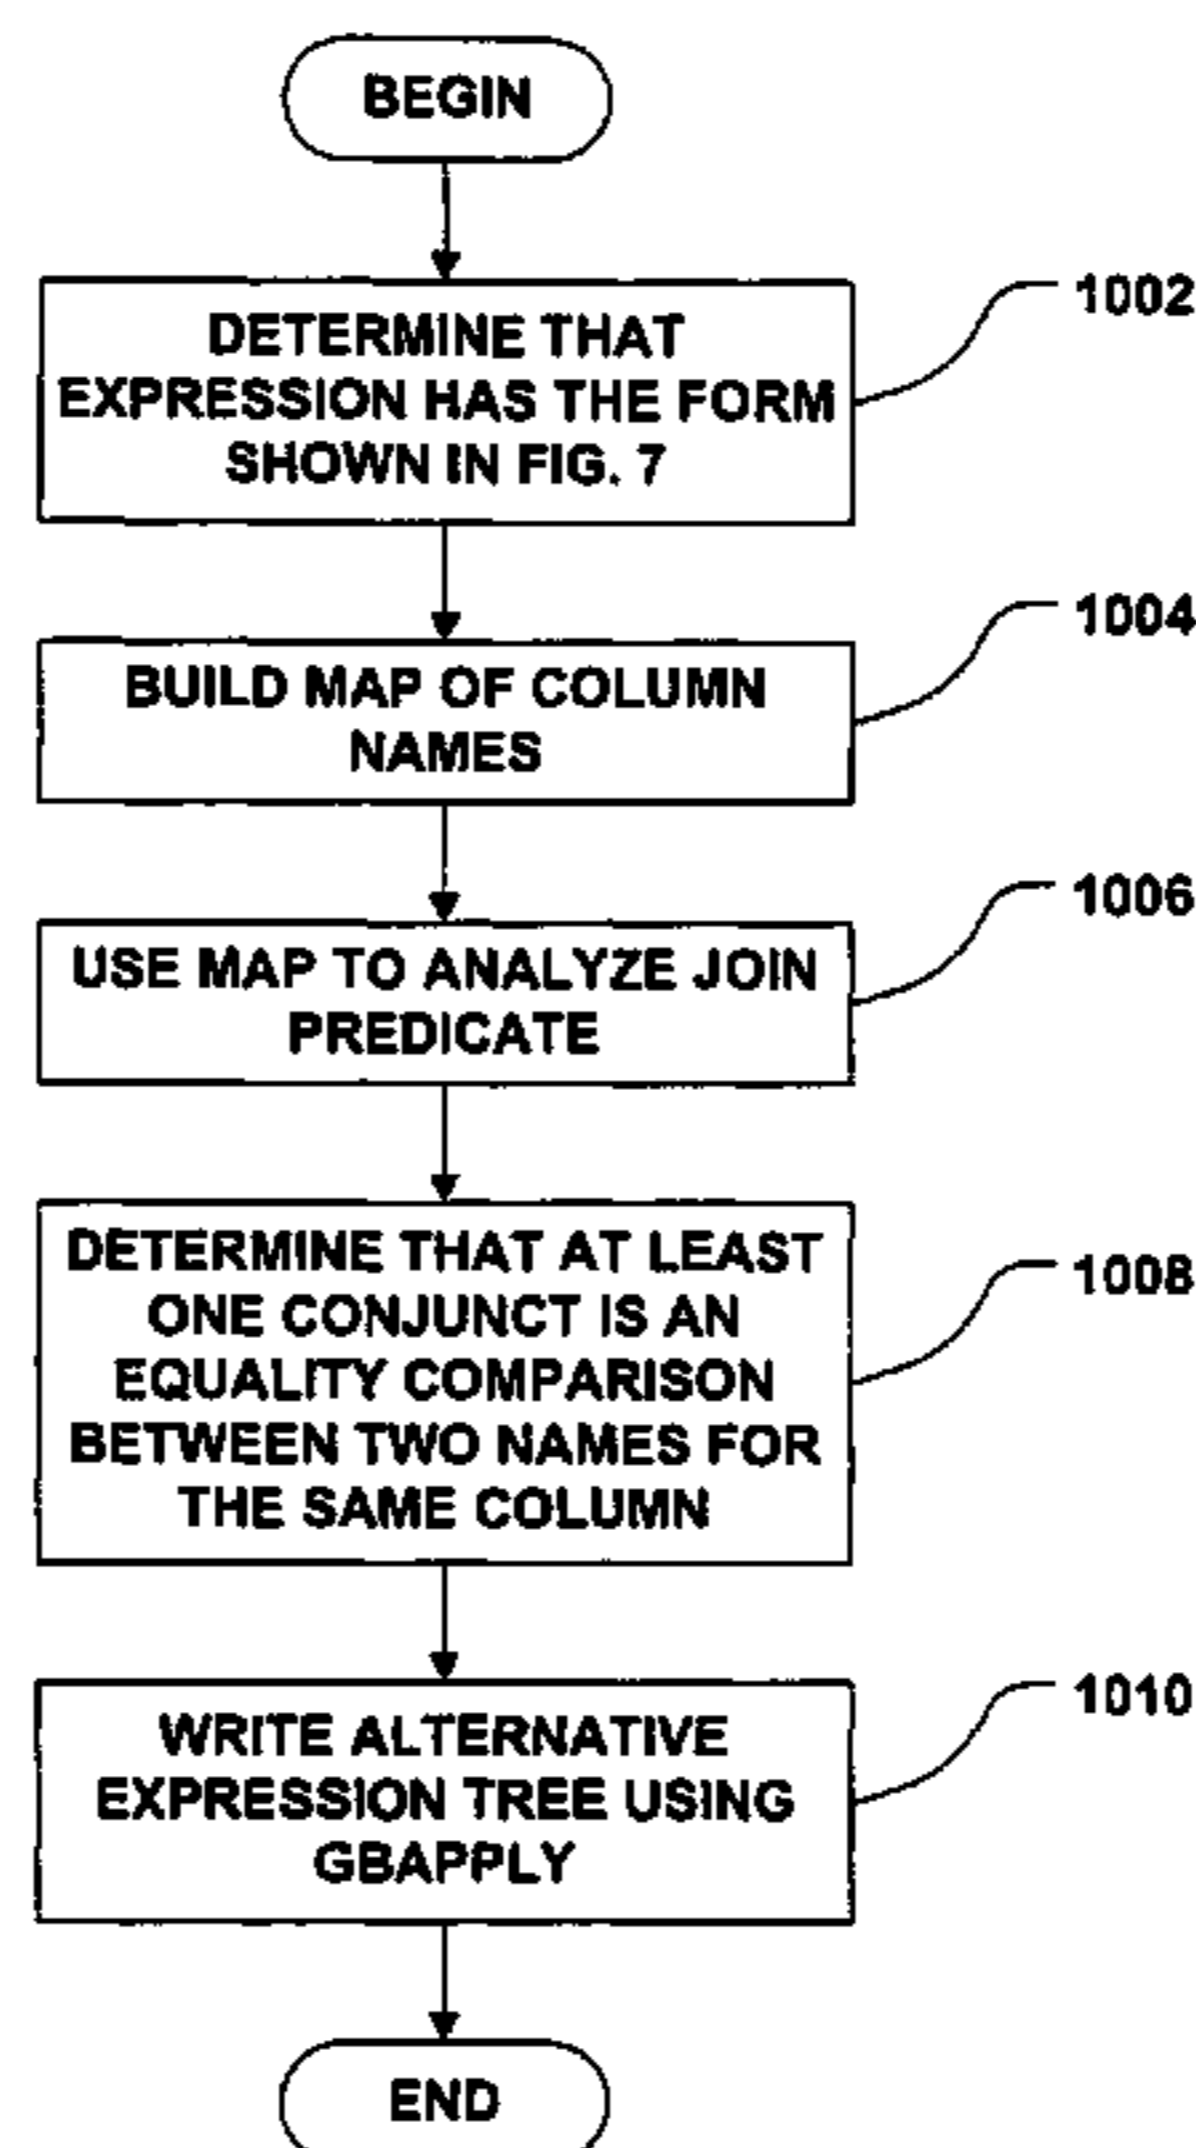 BEGIN
DETERMINE THAT
EXPRESSION HAS THE FORM
SHOWN IN FIG. 7
1002
BUILD MAP OF COLUMN
NAMES
1004
USE MAP TO ANALYZE JOIN
PREDICATE
1006
DETERMINE THAT AT LEAST
ONE CONJUNCT IS AN
EQUALITY COMPARISON
BETWEEN TWO NAMES FOR
THE SAME COLUMN
1008
WRITE ALTERNATIVE
EXPRESSION TREE USING
GBAPPLY
1010
END